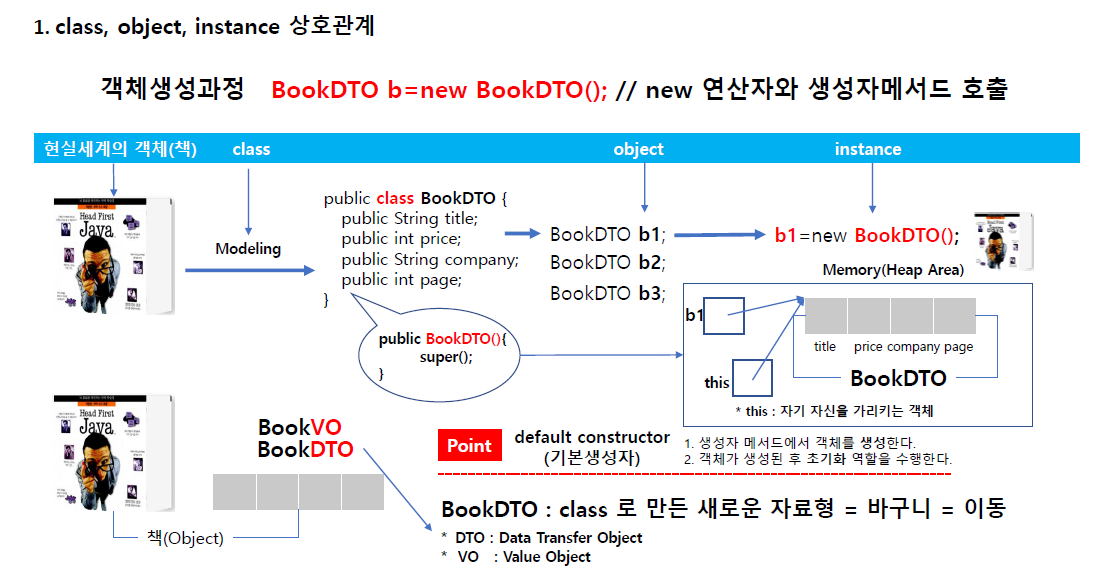 1. class, object, instance 상호관계
객체생성과정 BookDTO b=new BookDTO(); // new 연산자와 생성자메서드 호출
현실세계의 객체(책) class object instance
Head First
Java
Modeling
public class BookDTO {
public String title;
public int price;
public String company;
public int page;
}
BookDTO b1;
BookDTO b2;
BookDTO b3;
b1=new BookDTO();
Memory(Heap Area)
public BookDTO(){
super();
}
b1
this
title price company page
BookDTO
* this : 자기 자신을 가리키는 객체
Head First
Java
BookVO
BookDTO
책(Object)
Point
default constructor
(기본생성자)
1. 생성자 메서드에서 객체를 생성한다.
2. 객체가 생성된 후 초기화 역할을 수행한다.
BookDTO : class 로 만든 새로운 자료형 = 바구니 = 이동
* DTO : Data Transfer Object
* VO : Value Object